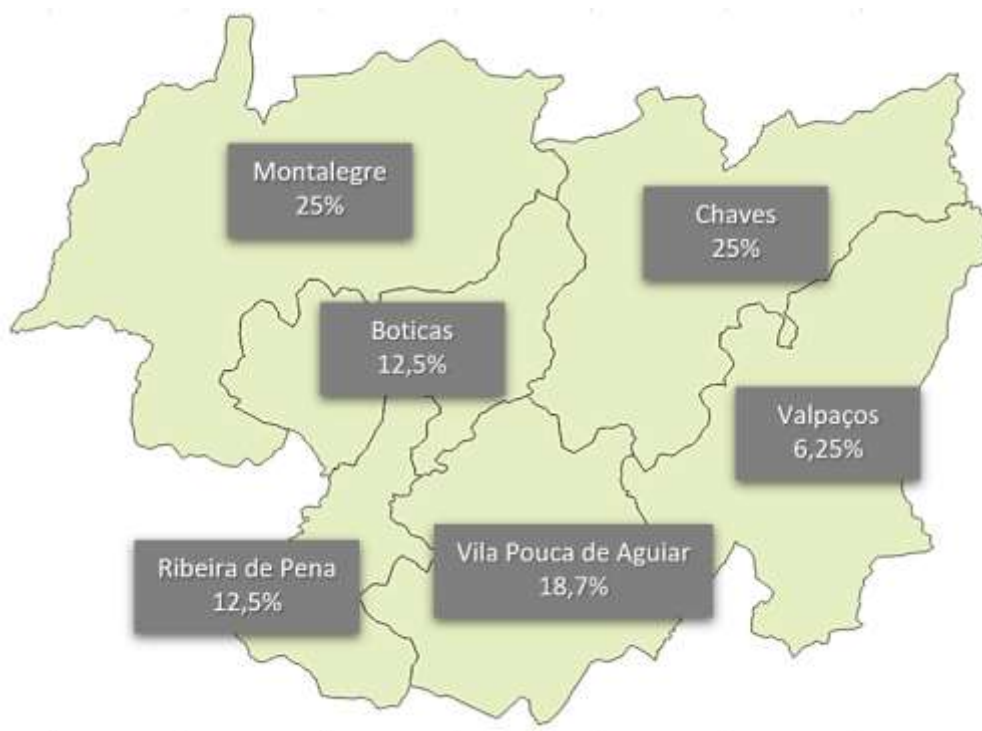 Montalegre
25%
Chaves
25%
Boticas
12,5%
Valpaços
6,25%
Vila Pouca de Aguiar
18,7%
Ribeira de Pena
12,5%